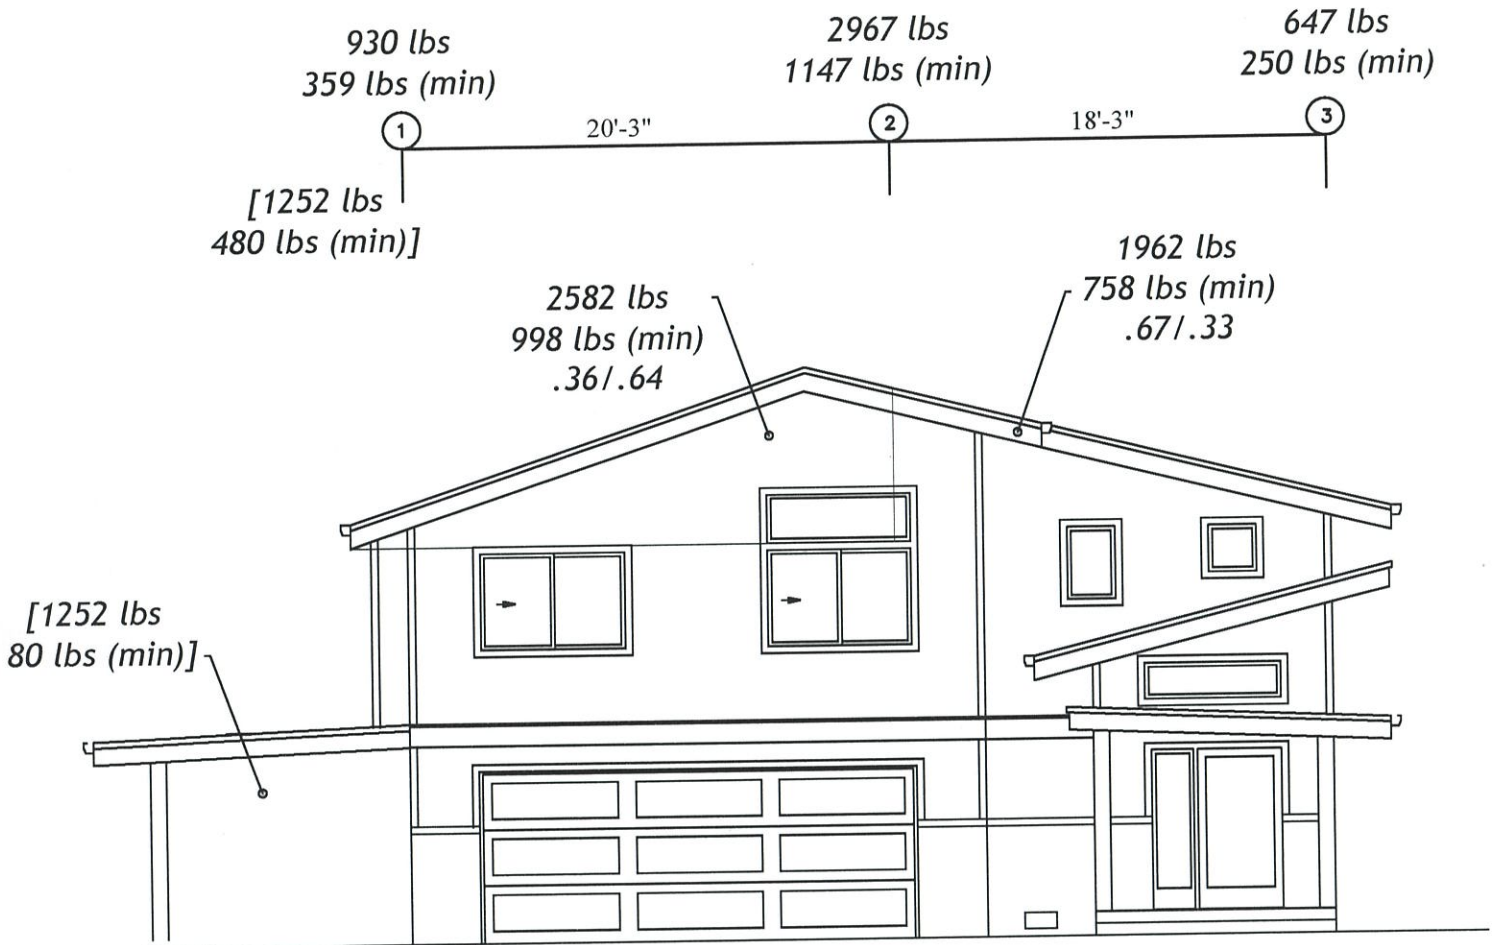 930 lbs
359 lbs (min)
2967 lbs
1147 lbs (min)
647 lbs
250 lbs (min)
1
20'-3"
2
18'-3"
3
[1252 lbs
480 lbs (min)]
2582 lbs
998 lbs (min)
.36/.64
1962 lbs
758 lbs (min)
.67/.33
[1252 lbs
80 lbs (min)]